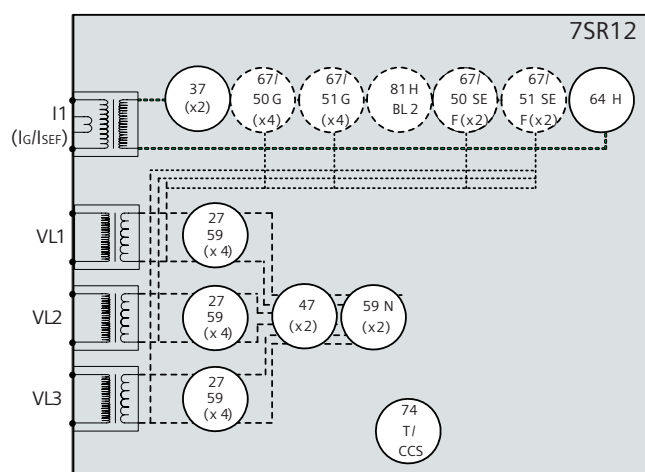 7SR12
I1
(IG/ISEF)
37
(x2)
67/
50 G
(x4)
67/
51 G
(x4)
81 H
BL 2
67/
50 SE
F (x2)
67/
51 SE
F (x2)
64 H
VL1
27
59
(x 4)
VL2
27
59
(x 4)
47
(x2)
59 N
(x2)
VL3
27
59
(x 4)
74
T/
CCS